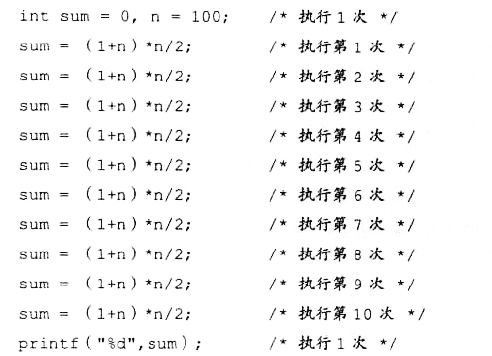 int sum = 0, n = 100; /* 执行1次 */
sum = (1+n)*n/2; /* 执行第1次 */
sum = (1+n)*n/2; /* 执行第2次 */
sum = (1+n)*n/2; /* 执行第3次 */
sum = (1+n)*n/2; /* 执行第4次 */
sum = (1+n)*n/2; /* 执行第5次 */
sum = (1+n)*n/2; /* 执行第6次 */
sum = (1+n)*n/2; /* 执行第7次 */
sum = (1+n)*n/2; /* 执行第8次 */
sum = (1+n)*n/2; /* 执行第9次 */
sum = (1+n)*n/2; /* 执行第10次 */
printf("%d",sum); /* 执行1次 */